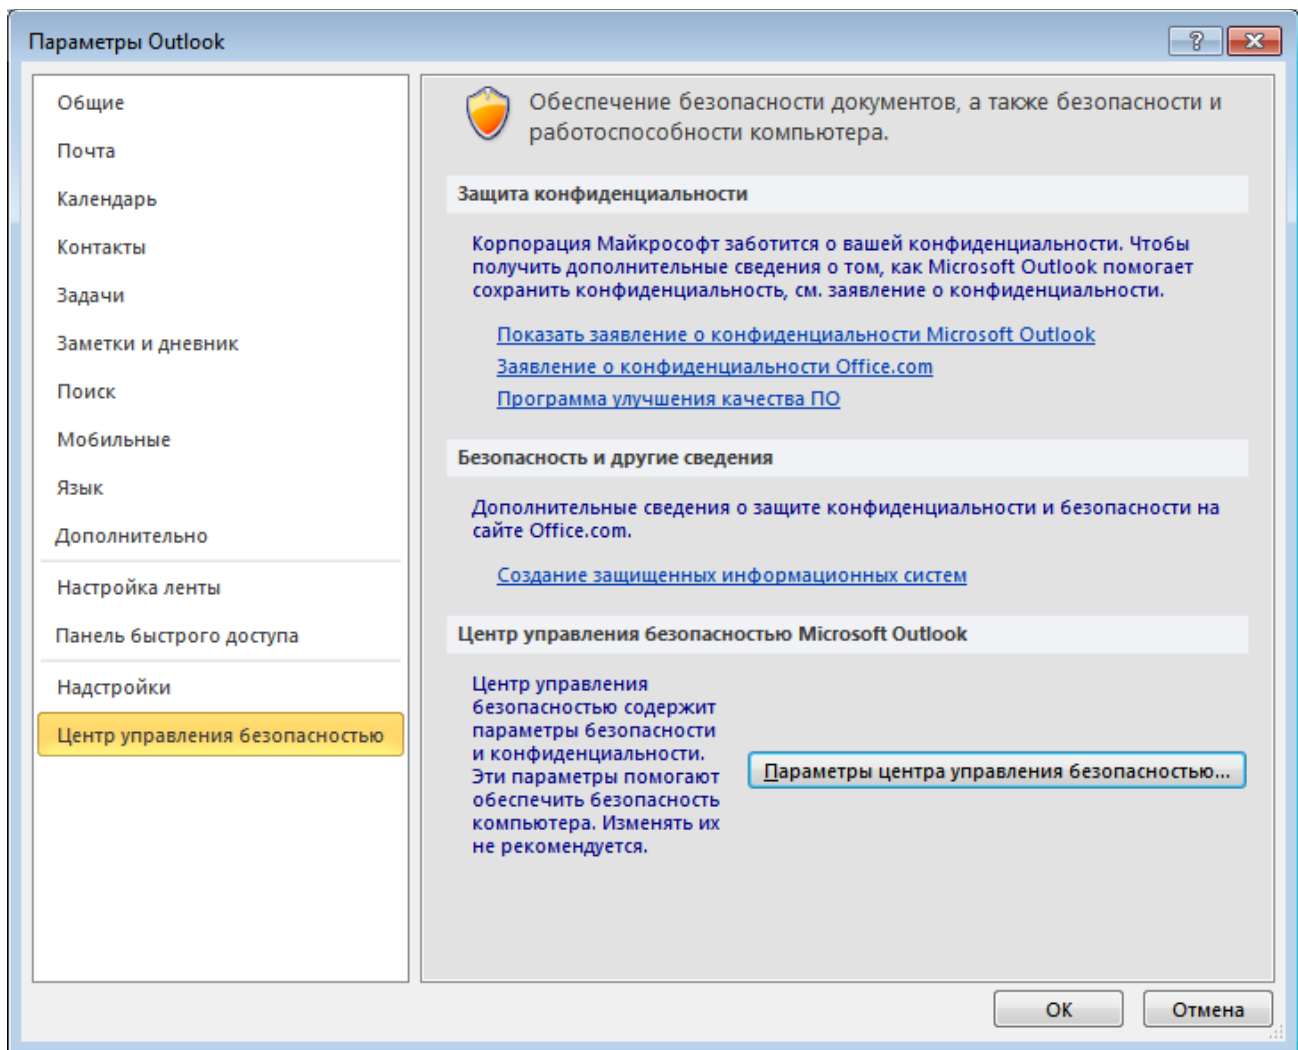 Параметры Outlook
Общие
Почта
Календарь
Контакты
Задачи
Заметки и дневник
Поиск
Мобильные
Язык
Дополнительно
Настройка ленты
Панель быстрого доступа
Надстройки
Центр управления безопасностью
Обеспечение безопасности документов, а также безопасности и
работоспособности компьютера.
Защита конфиденциальности
Корпорация Майкрософт заботится о вашей конфиденциальности. Чтобы
получить дополнительные сведения о том, как Microsoft Outlook помогает
сохранить конфиденциальность, см. заявление о конфиденциальности.
Показать заявление о конфиденциальности Microsoft Outlook
Заявление о конфиденциальности Office.com
Программа улучшения качества ПО
Безопасность и другие сведения
Дополнительные сведения о защите конфиденциальности и безопасности на
сайте Office.com.
Создание защищенных информационных систем
Центр управления безопасностью Microsoft Outlook
Центр управления
безопасностью содержит
параметры безопасности
и конфиденциальности.
Эти параметры помогают
обеспечить безопасность
компьютера. Изменять их
не рекомендуется.
Параметры центра управления безопасностью...
ОК
Отмена